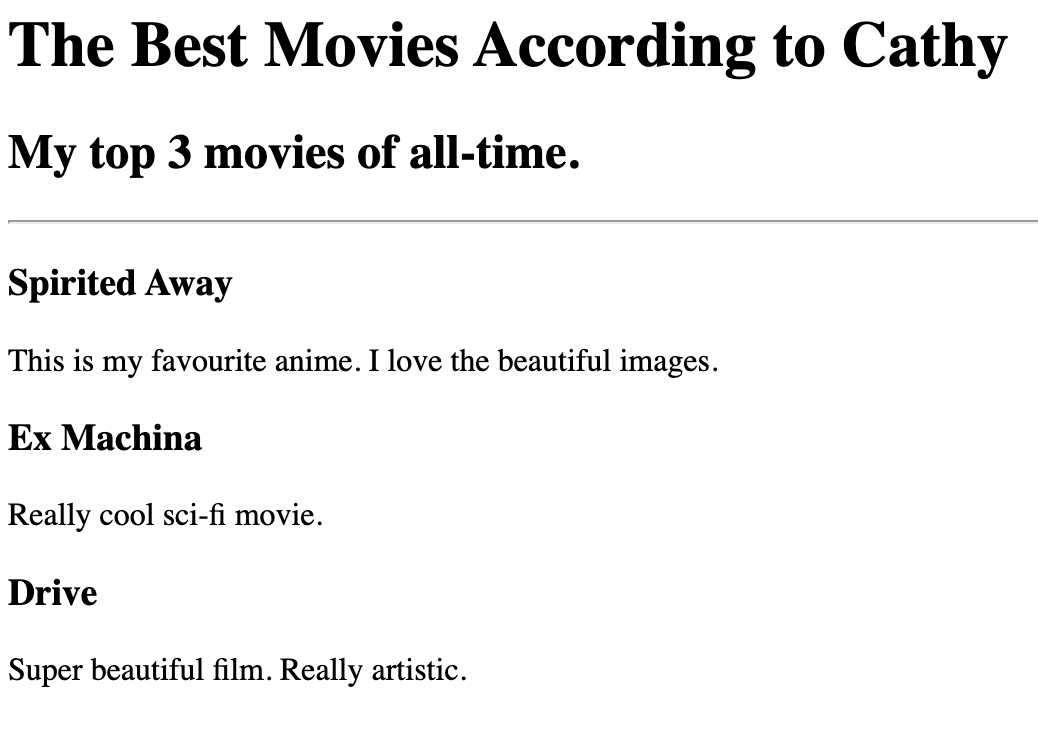 The Best Movies According to Cathy
My top 3 movies of all-time.
Spirited Away
This is my favourite anime. I love the beautiful images.
Ex Machina
Really cool sci-fi movie.
Drive
Super beautiful film. Really artistic.